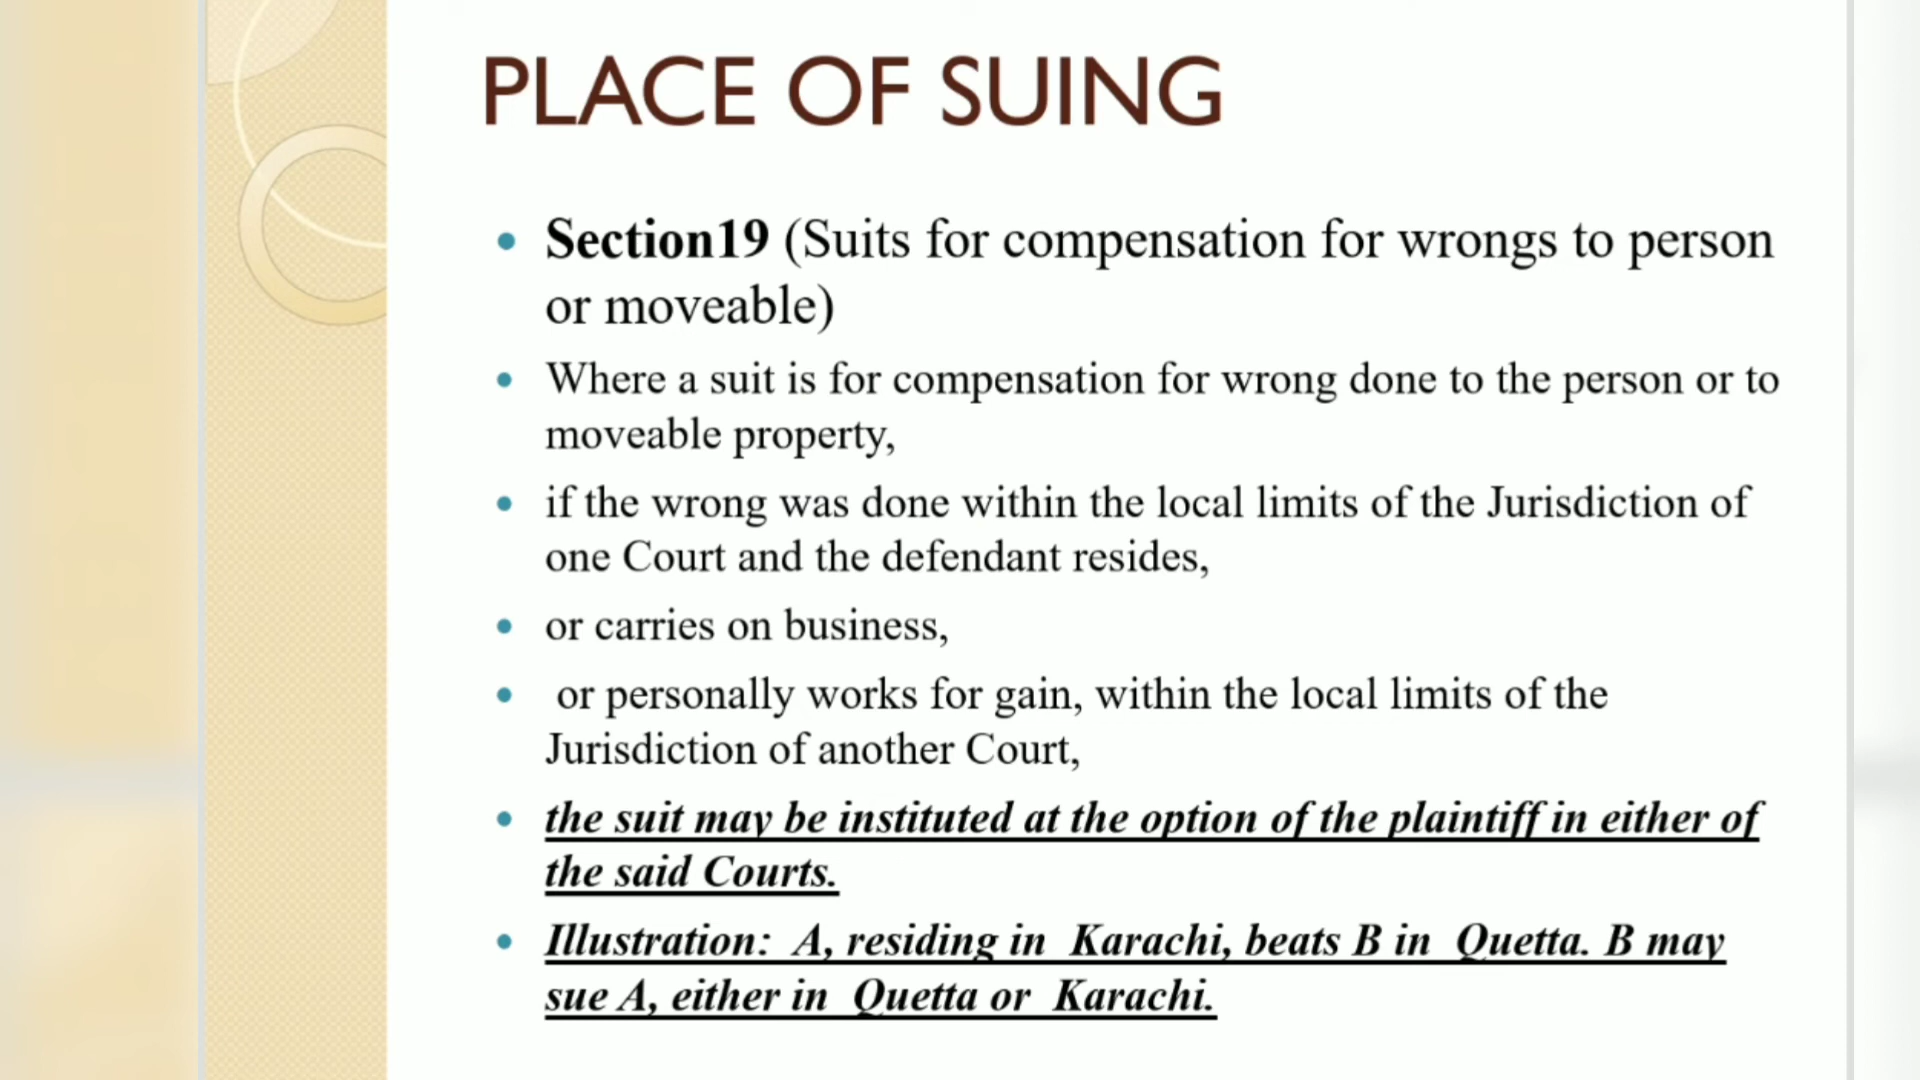 PLACE OF SUING
• Section19 (Suits for compensation for wrongs to person
or moveable)
• Where a suit is for compensation for wrong done to the person or to
moveable property,
• if the wrong was done within the local limits of the Jurisdiction of
one Court and the defendant resides,
• or carries on business,
• or personally works for gain, within the local limits of the
Jurisdiction of another Court,
• the suit may be instituted at the option of the plaintiff in either of
the said Courts.
• Illustration: A, residing in Karachi, beats B in Quetta. B may
sue A, either in Quetta or Karachi.